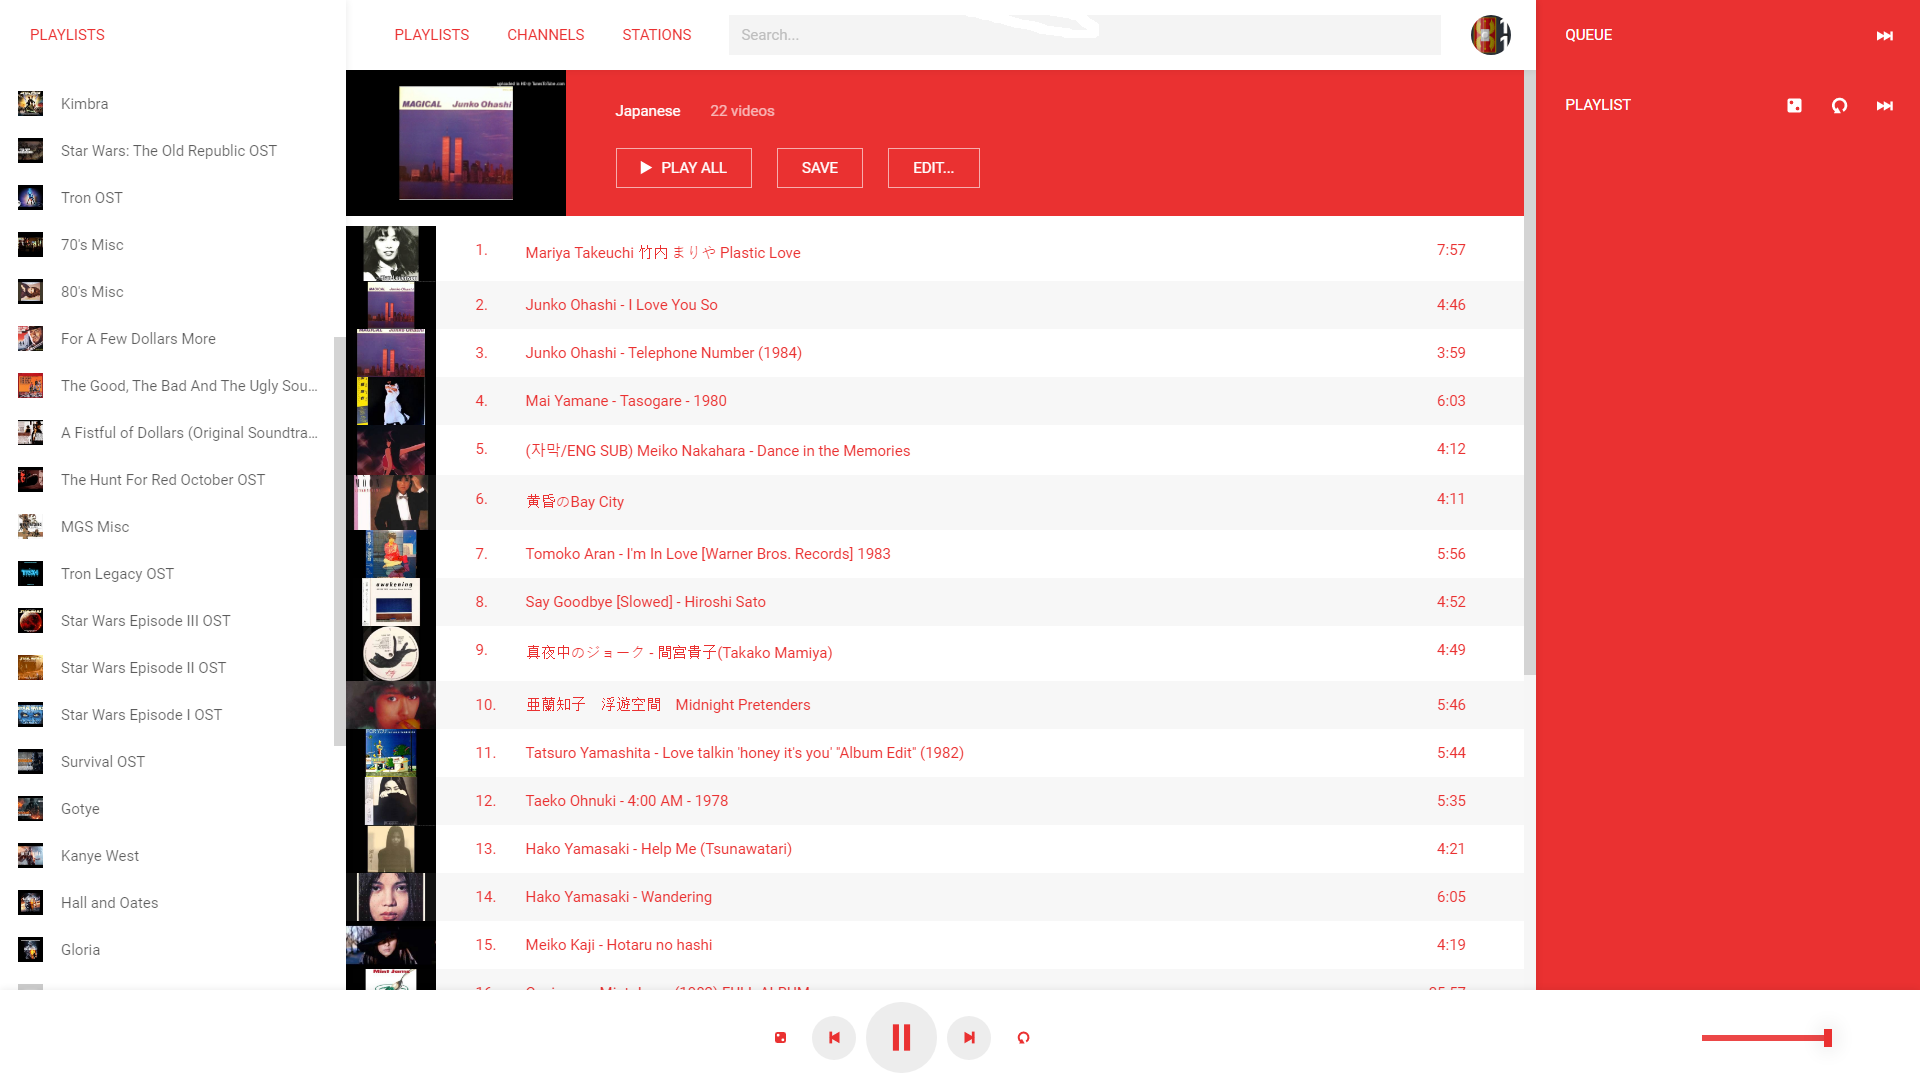 PLAYLISTS
Kimbra
Star Wars: The Old Republic OST
Tron OST
70's Misc
80's Misc
For A Few Dollars More
The Good, The Bad And The Ugly Sou...
A Fistful of Dollars (Original Soundtra...
The Hunt For Red October OST
MGS Misc
Tron Legacy OST
Star Wars Episode III OST
Star Wars Episode II OST
Star Wars Episode I OST
Survival OST
Gotye
Kanye West
Hall and Oates
Gloria
PLAYLISTS CHANNELS STATIONS Search...
MAGICAL Junko Ohashi
Japanese 22 videos
PLAY ALL SAVE EDIT...
1. Mariya Takeuchi 竹内 まりや Plastic Love 7:57
2. Junko Ohashi - I Love You So 4:46
3. Junko Ohashi - Telephone Number (1984) 3:59
4. Mai Yamane - Tasogare - 1980 6:03
5. (자막/ENG SUB) Meiko Nakahara - Dance in the Memories 4:12
6. 黄昏のBay City 4:11
7. Tomoko Aran - I'm In Love [Warner Bros. Records] 1983 5:56
8. Say Goodbye [Slowed] - Hiroshi Sato 4:52
9. 真夜中のジョーク - 間宮貴子(Takako Mamiya) 4:49
10. 亜蘭知子　浮遊空間　Midnight Pretenders 5:46
11. Tatsuro Yamashita - Love talkin 'honey it's you' "Album Edit" (1982) 5:44
12. Taeko Ohnuki - 4:00 AM - 1978 5:35
13. Hako Yamasaki - Help Me (Tsunawatari) 4:21
14. Hako Yamasaki - Wandering 6:05
15. Meiko Kaji - Hotaru no hashi 4:19
QUEUE
PLAYLIST